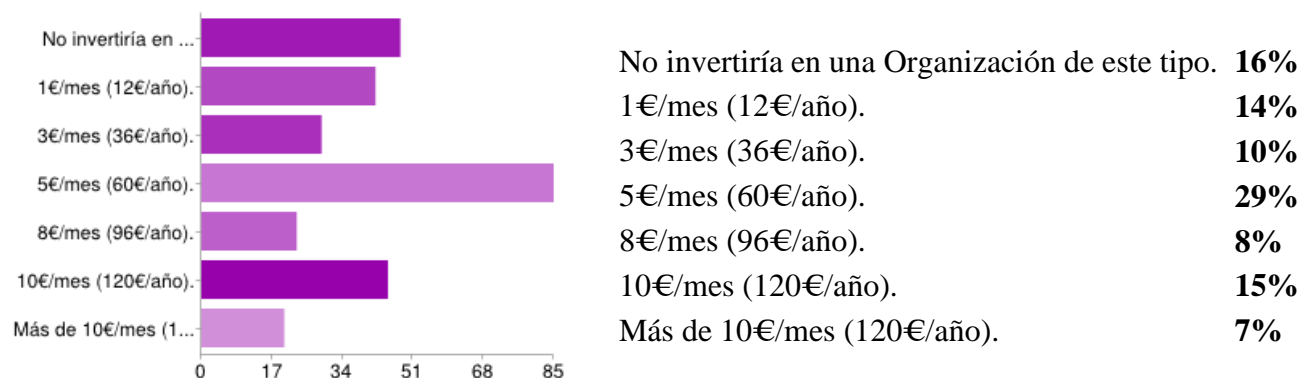 No invertiría en ...
1€/mes (12€/año).
3€/mes (36€/año).
5€/mes (60€/año).
8€/mes (96€/año).
10€/mes (120€/año).
Más de 10€/mes (1...
0 17 34 51 68 85
No invertiría en una Organización de este tipo. 16%
1€/mes (12€/año). 14%
3€/mes (36€/año). 10%
5€/mes (60€/año). 29%
8€/mes (96€/año). 8%
10€/mes (120€/año). 15%
Más de 10€/mes (120€/año). 7%